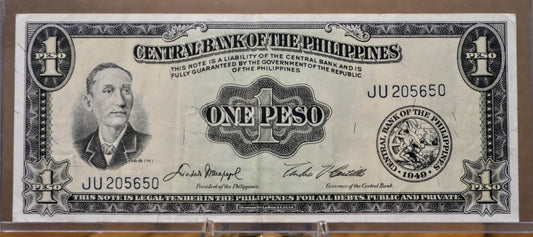 1 CENTRAL BANK OF THE PHILIPPINES 1
PESO PESO
THIS NOTE IS A LIABILITY OF THE CENTRAL BANK AND IS
FULLY GUARANTEED BY THE GOVERNMENT OF THE REPUBLIC
OF THE PHILIPPINES
JU 205650
ONE PESO
1
CENTRAL BANK OF THE PHILIPPINES
1949
MABINI
JU 205650
President of the Philippines
Governor of the Central Bank
1 1
PESO PESO
THIS NOTE IS LEGAL TENDER IN THE PHILIPPINES FOR ALL DEBTS, PUBLIC AND PRIVATE